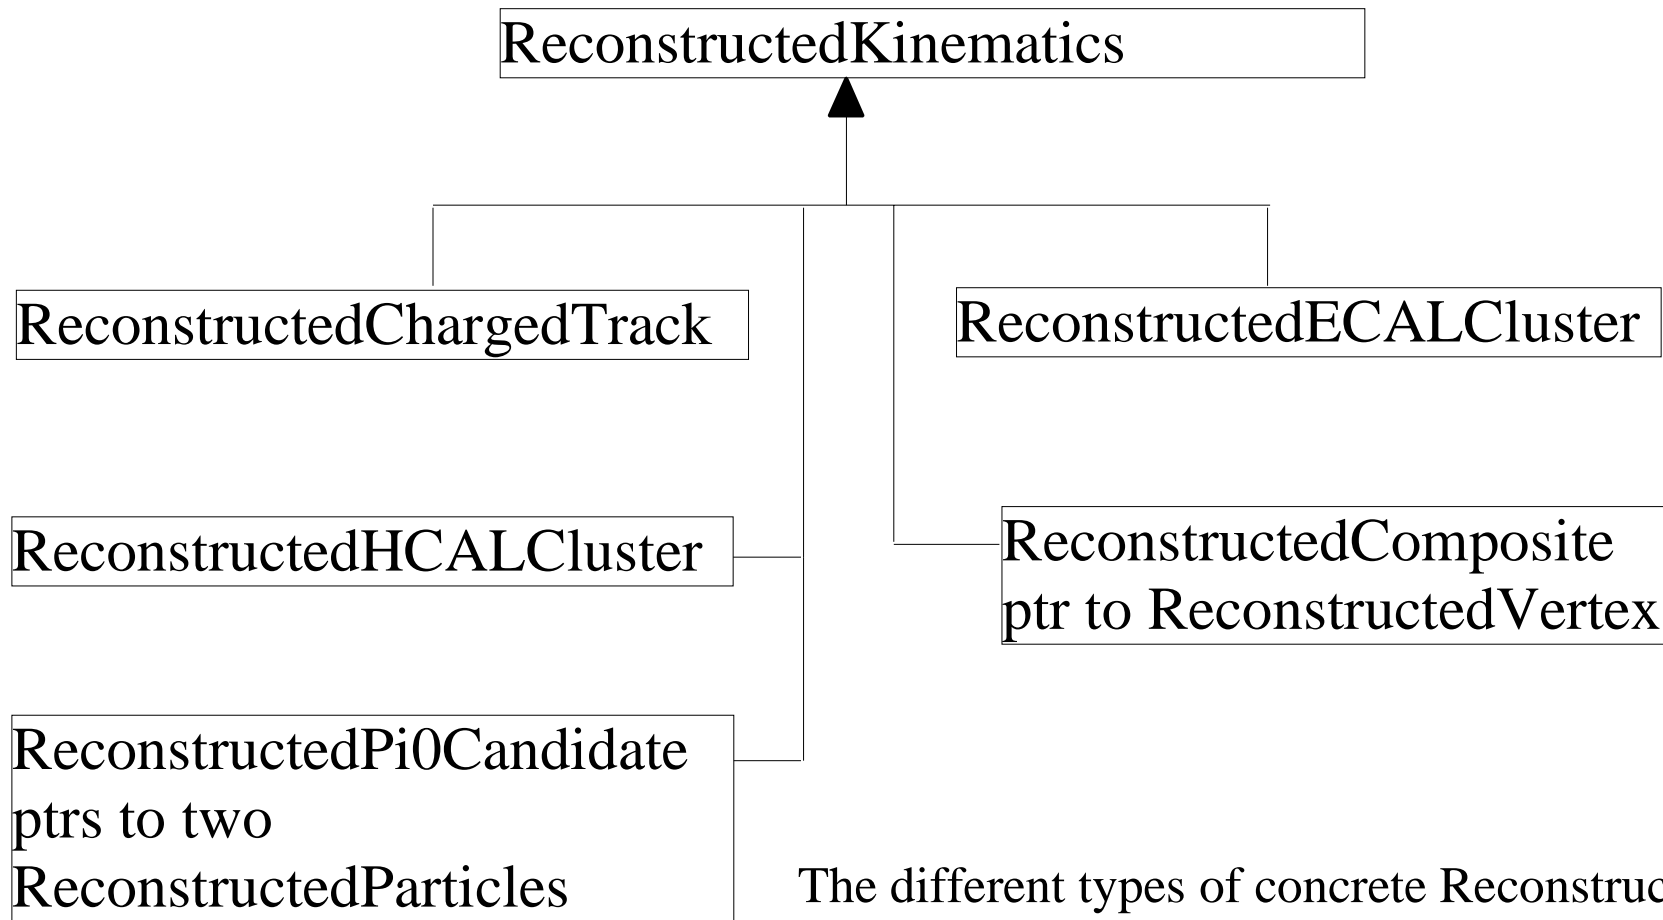 ReconstructedKinematics
ReconstructedChargedTrack
ReconstructedECALCluster
ReconstructedHCALCluster
ReconstructedComposite
ptr to ReconstructedVertex
ReconstructedPi0Candidate
ptrs to two
ReconstructedParticles
The different types of concrete